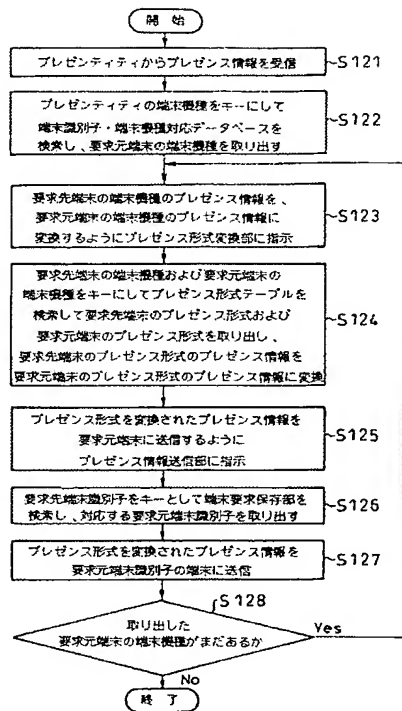 開 始
プレゼンティティからプレゼンス情報を受信
S121
プレゼンティティの端末機種をキーにして
端末識別子・端末機種対応データベースを
検索し、要求元端末の端末機種を取り出す
S122
要求先端末の端末機種のプレゼンス情報を、
要求元端末の端末機種のプレゼンス情報に
変換するようにプレゼンス形式変換部に指示
S123
要求先端末の端末機種および要求元端末の
端末機種をキーにしてプレゼンス形式テーブルを
検索して要求先端末のプレゼンス形式および
要求元端末のプレゼンス形式を取り出し、
要求先端末のプレゼンス形式のプレゼンス情報を
要求元端末のプレゼンス形式のプレゼンス情報に変換
S124
プレゼンス形式を変換されたプレゼンス情報を
要求元端末に送信するように
プレゼンス情報送信部に指示
S125
要求先端末識別子をキーとして端末要求保存部を
検索し、対応する要求元端末識別子を取り出す
S126
プレゼンス形式を変換されたプレゼンス情報を
要求元端末識別子の端末に送信
S127
S128
取り出した
要求元端末の端末機種がまだあるか
Yes
No
終 了